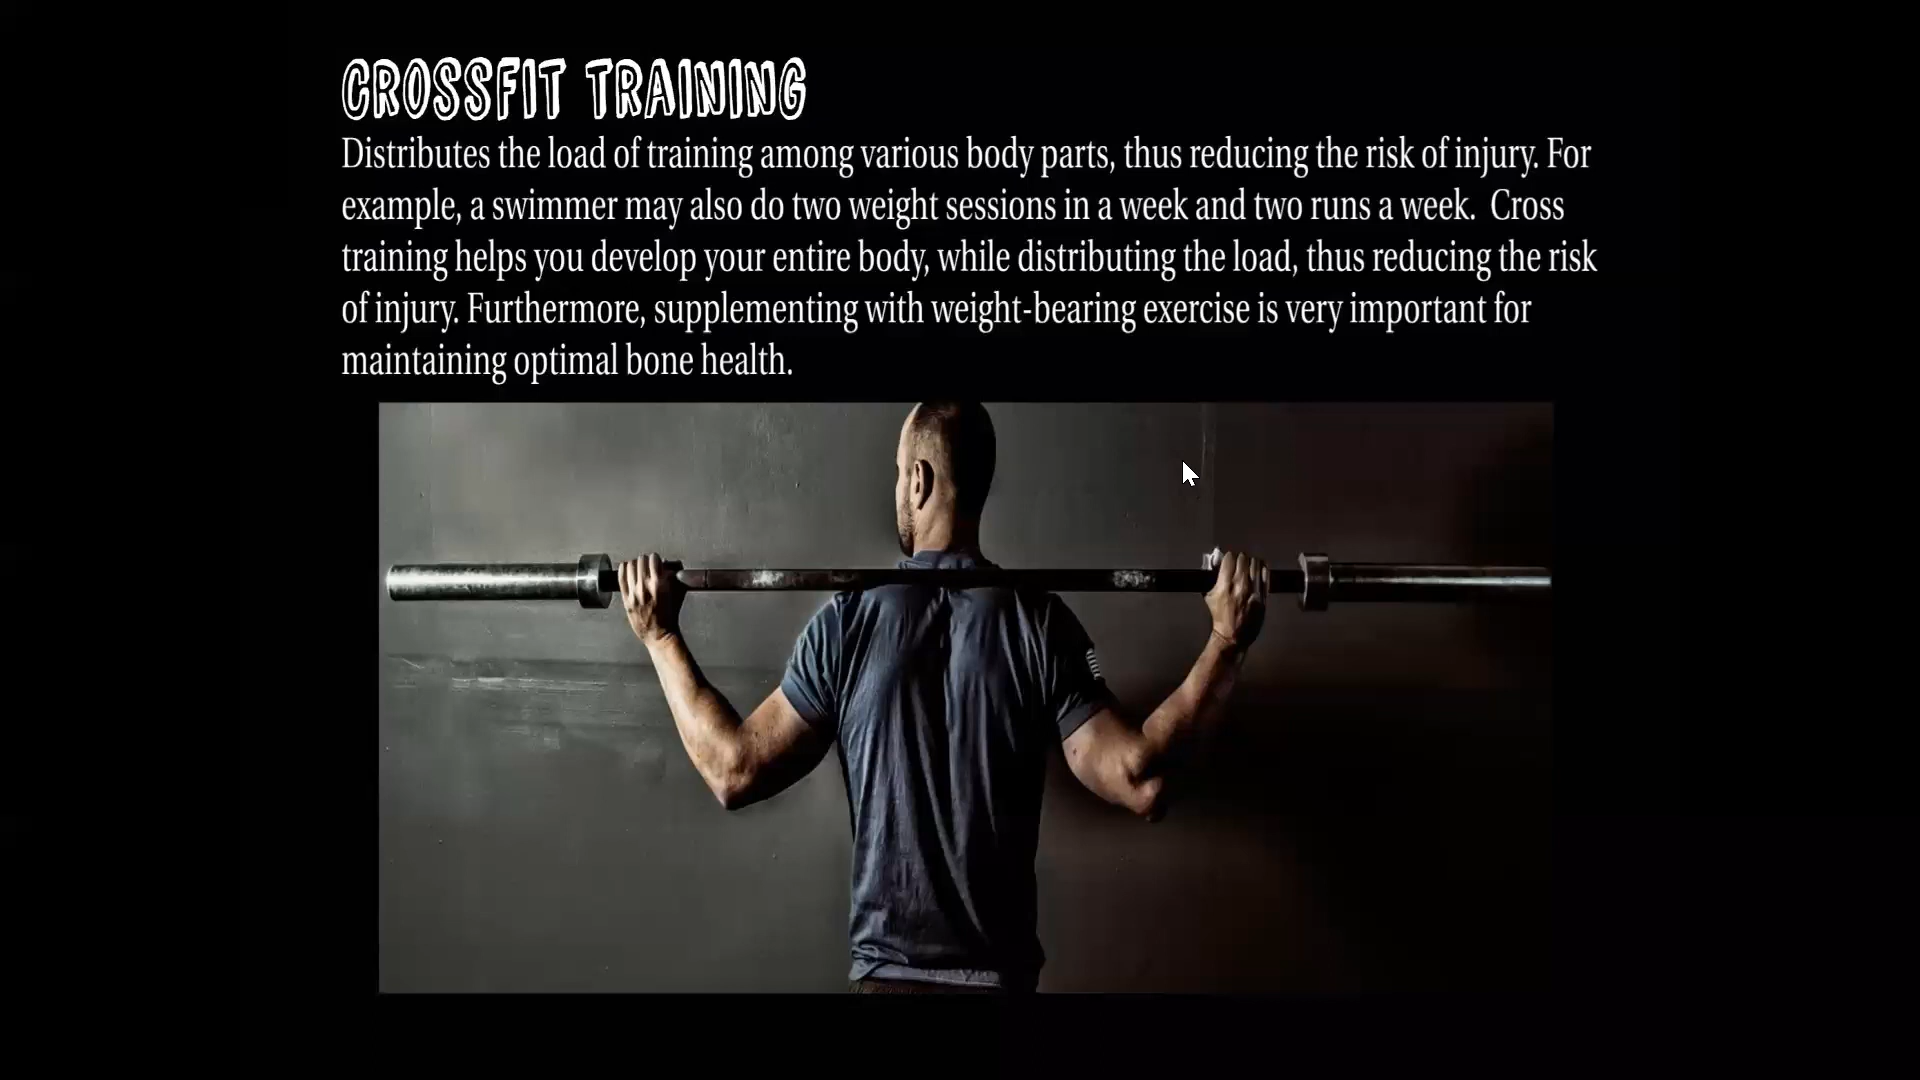 CROSSFIT TRAINING
Distributes the load of training among various body parts, thus reducing the risk of injury. For
example, a swimmer may also do two weight sessions in a week and two runs a week.  Cross
training helps you develop your entire body, while distributing the load, thus reducing the risk
of injury. Furthermore, supplementing with weight-bearing exercise is very important for
maintaining optimal bone health.